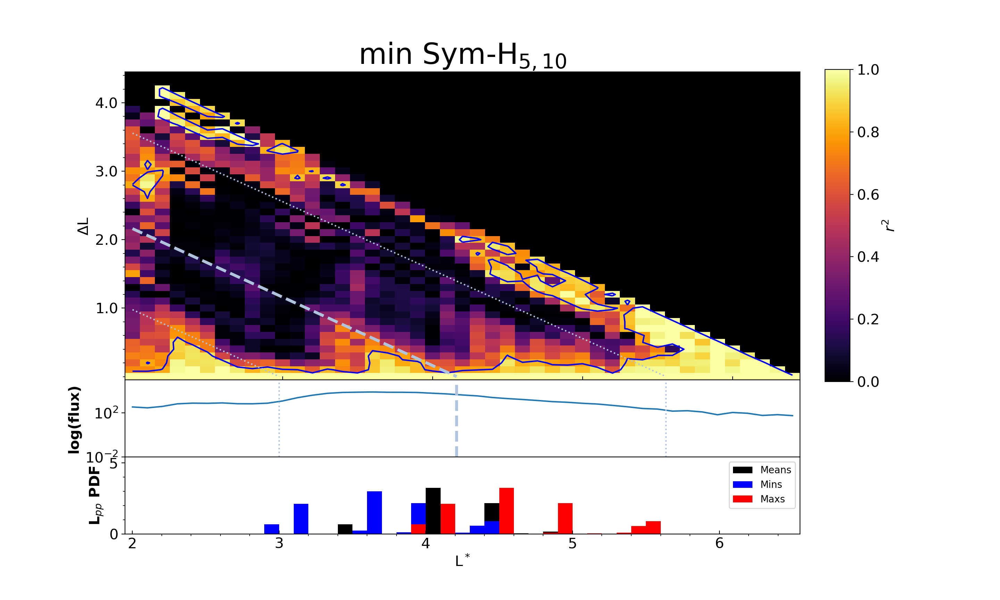 min Sym-H5, 10
4.0
3.0
2.0
1.0
ΔL
1.0
0.8
0.6
0.4
0.2
0.0
r2
log(flux)
10^2
10^−2
Lpp PDF
5
0
Means
Mins
Maxs
2 3 4 5 6
L*